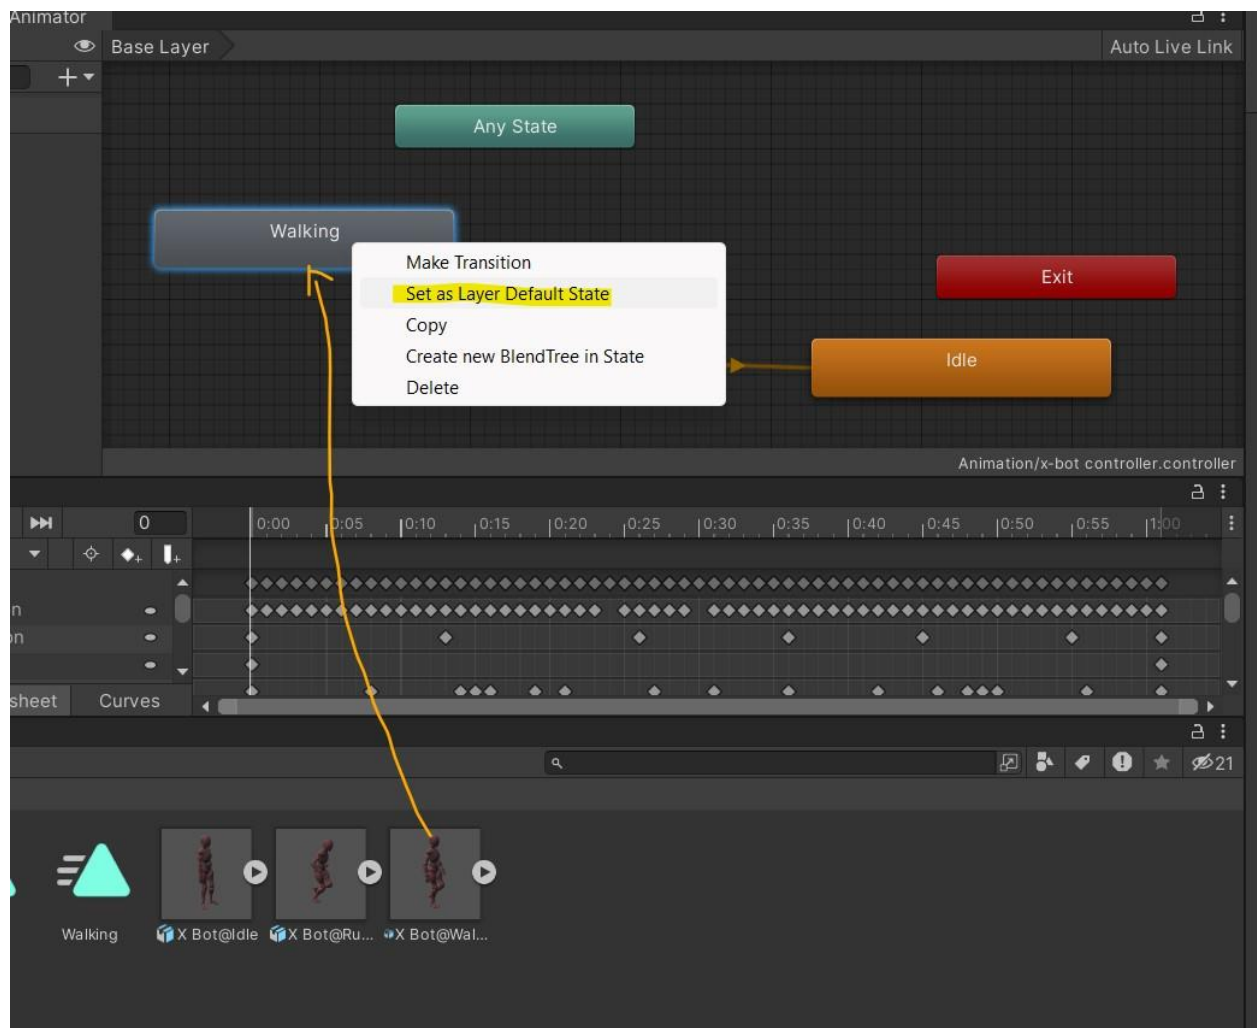 Animator
Base Layer
Auto Live Link
Any State
Walking
Make Transition
Set as Layer Default State
Copy
Create new BlendTree in State
Delete
Exit
Idle
Animation/x-bot controller.controller
0
0:00 0:05 0:10 0:15 0:20 0:25 0:30 0:35 0:40 0:45 0:50 0:55 1:00
n
on
sheet Curves
21
Walking
X Bot@Idle
X Bot@Ru...
X Bot@Wal...